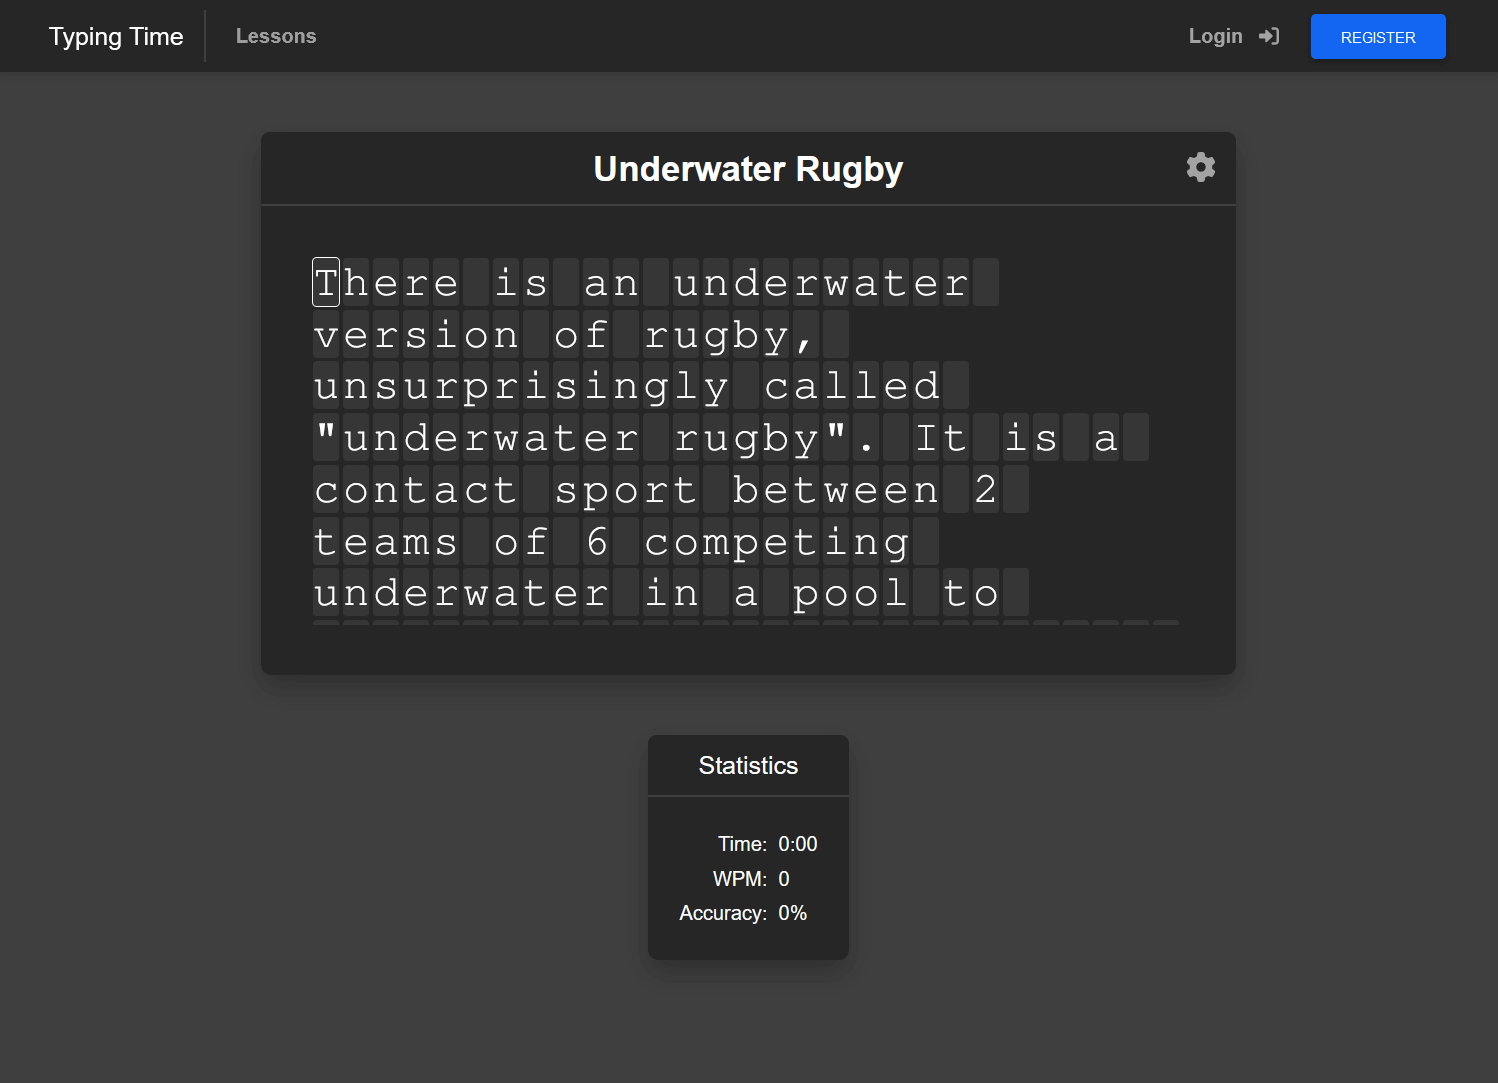 Typing Time
Lessons
Login
REGISTER
Underwater Rugby
There is an underwater
version of rugby,
unsurprisingly called
"underwater rugby". It is a
contact sport between 2
teams of 6 competing
underwater in a pool to
Statistics
Time: 0:00
WPM: 0
Accuracy: 0%